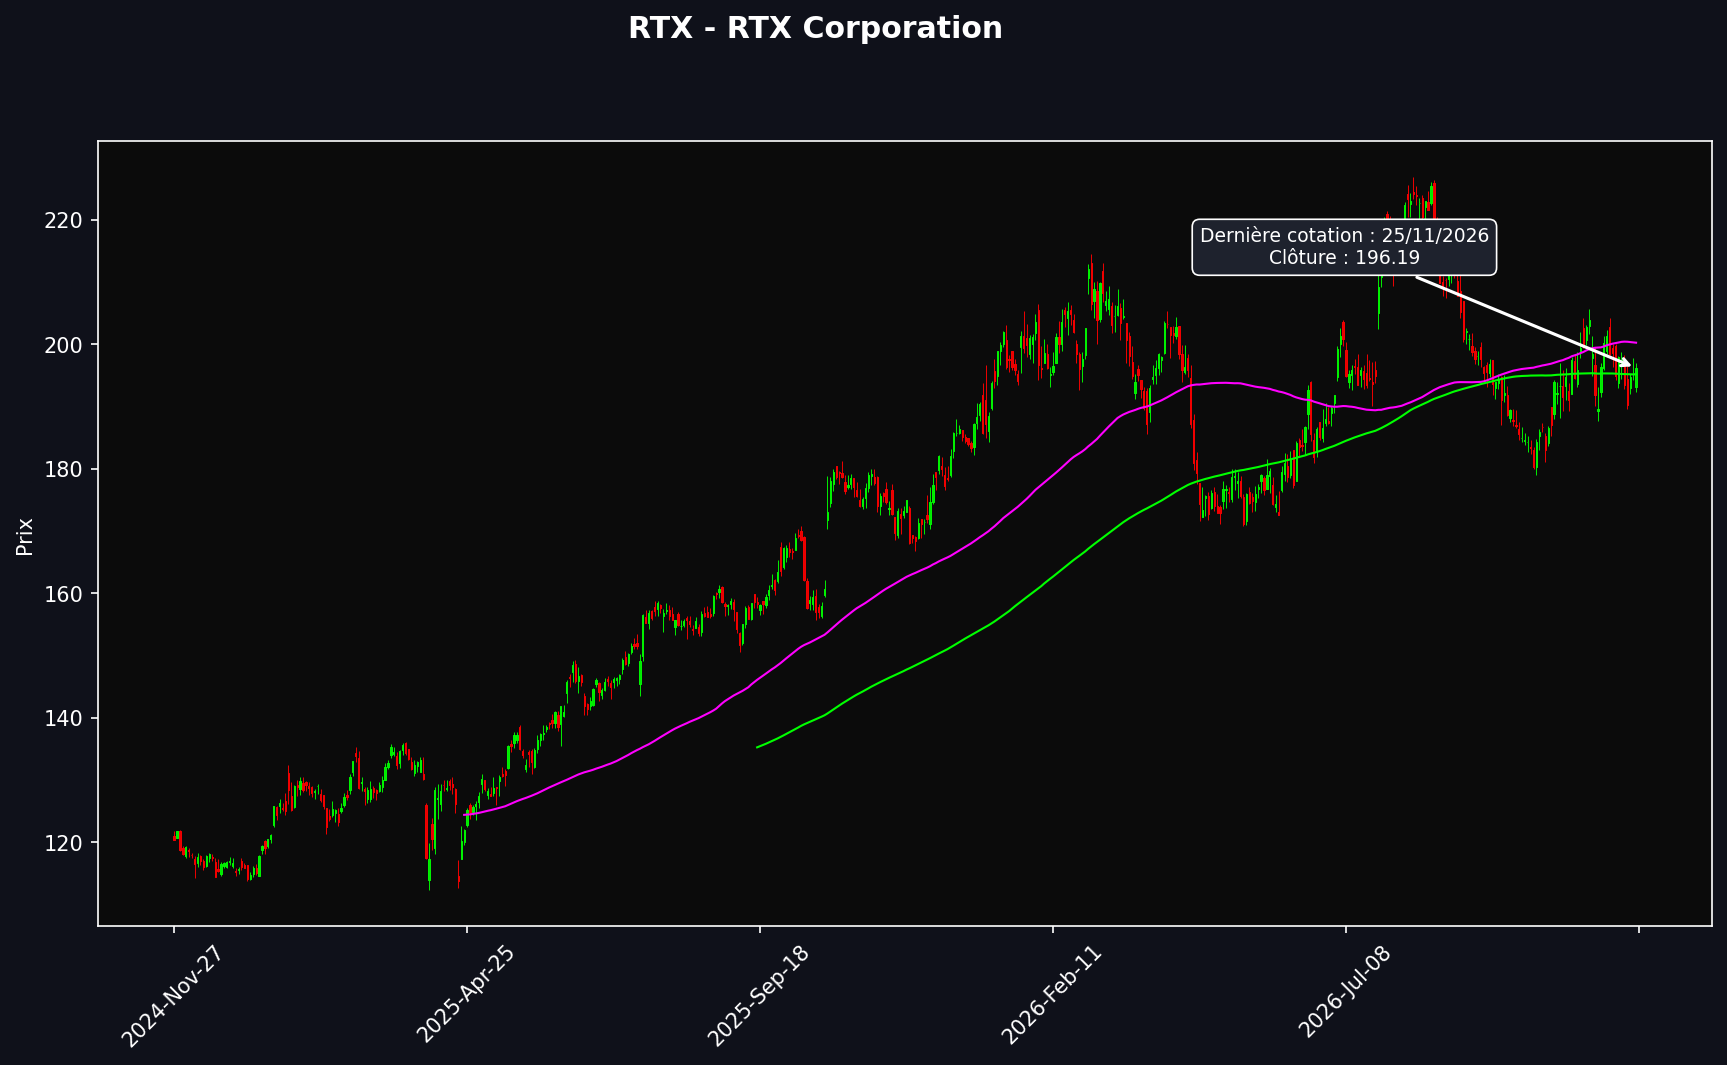 RTX - RTX Corporation
Dernière cotation : 25/11/2026
Clôture : 196.19
Prix
220
200
180
160
140
120
2024-Nov-27
2025-Apr-25
2025-Sep-18
2026-Feb-11
2026-Jul-08